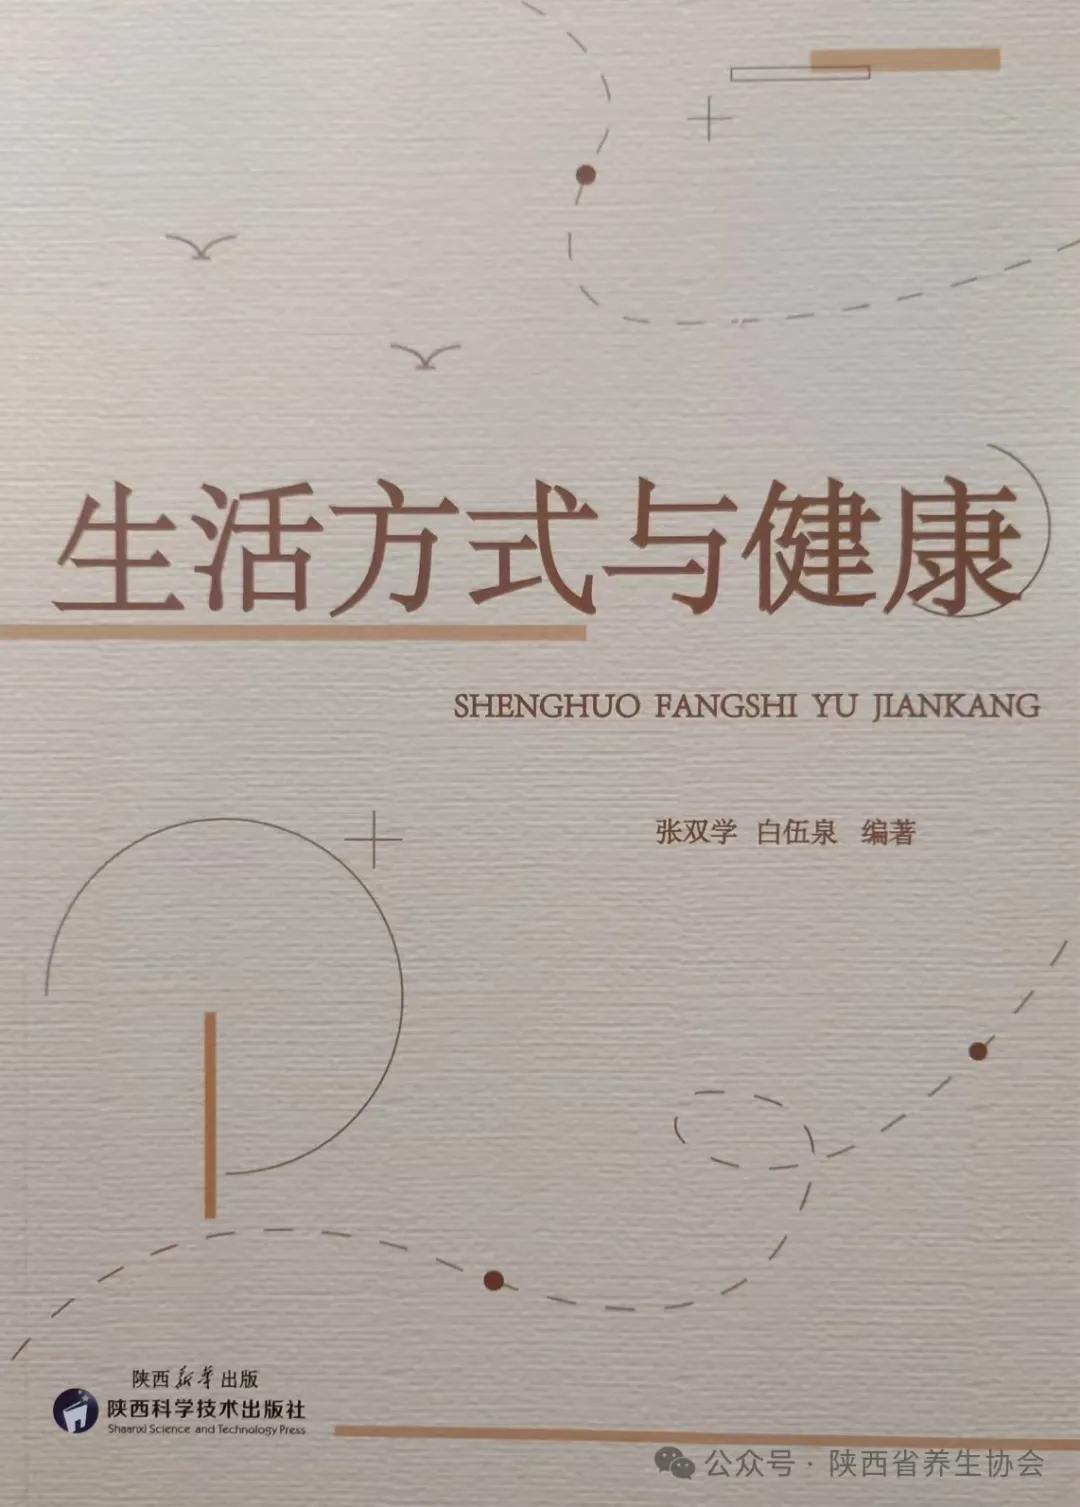 生活方式与健康
SHENGHUO FANGSHI YU JIANKANG
张双学 白伍泉 编著
陕西新华出版
陕西科学技术出版社
Shaanxi Science and Technology Press
公众号·陕西省养生协会